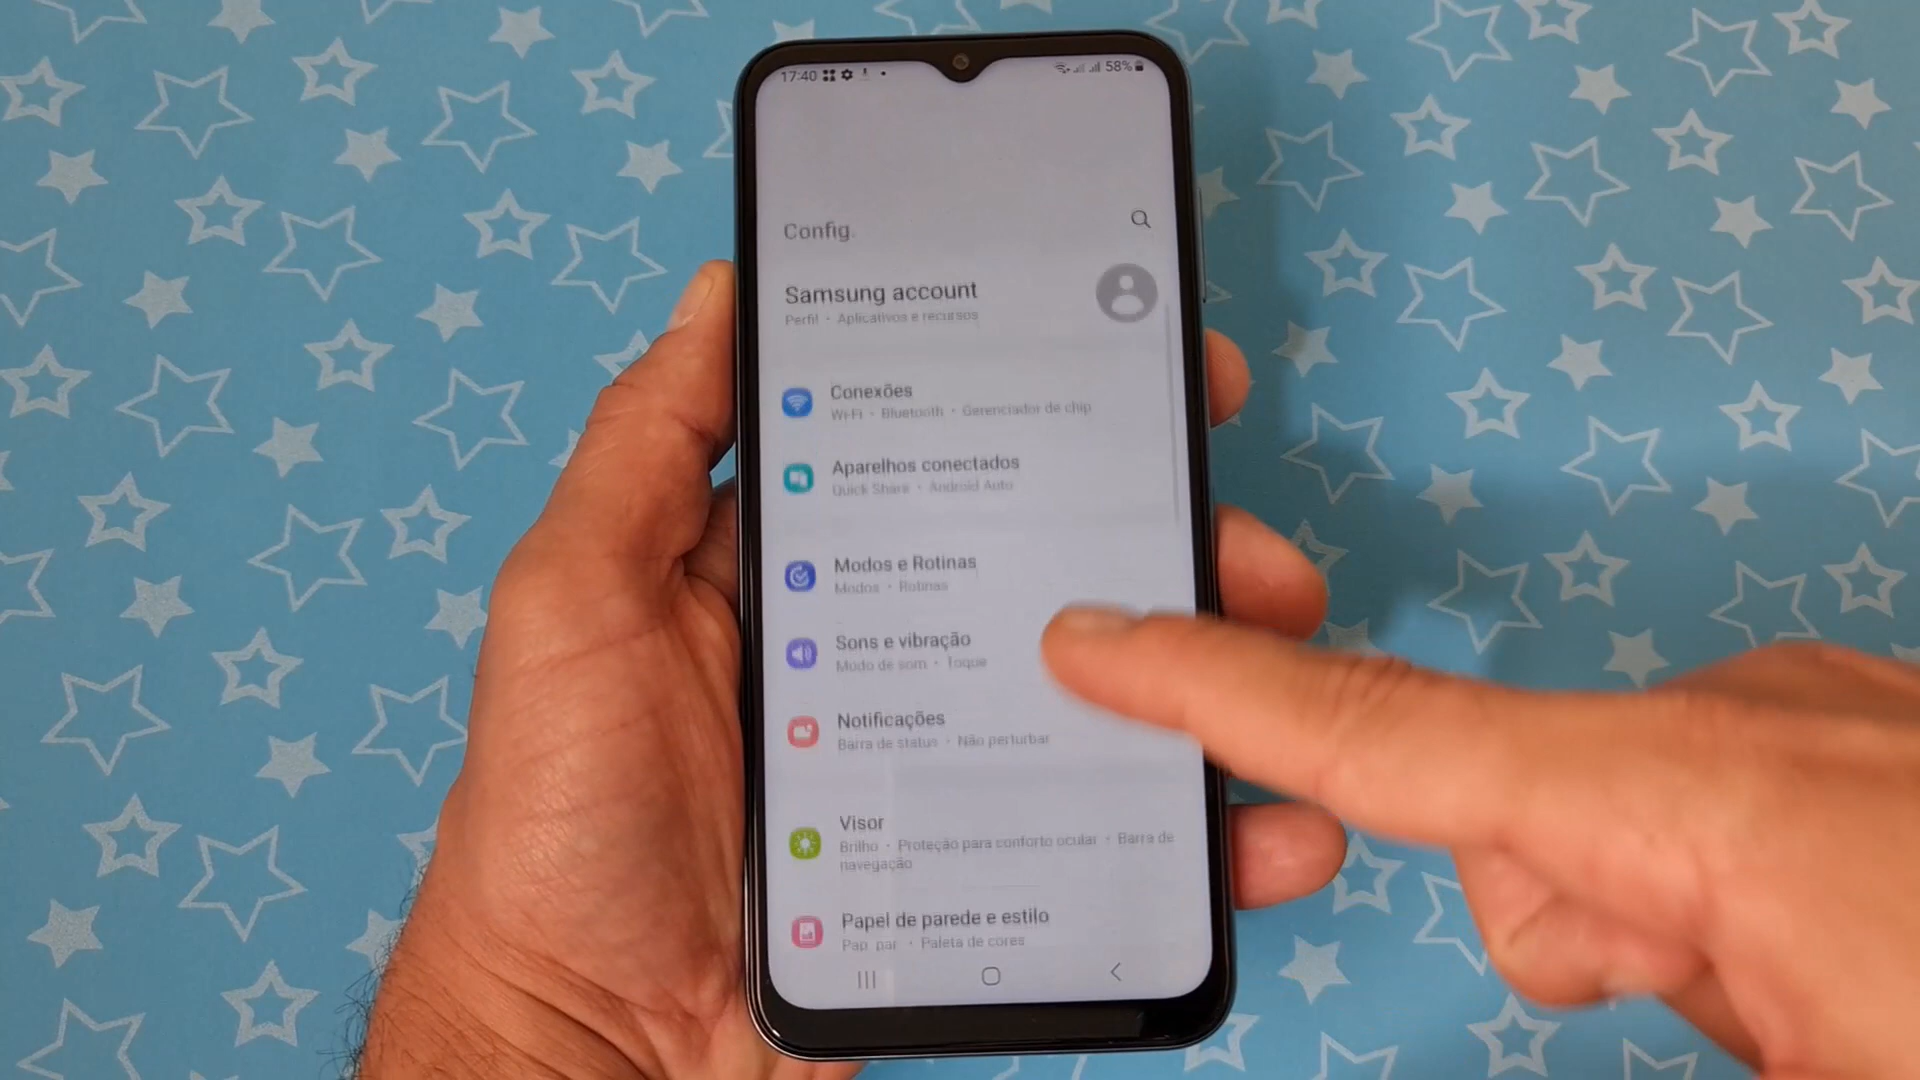 17:40
58%
Config.
Samsung account
Perfil • Aplicativos e recursos
Conexões
Wi-Fi • Bluetooth • Gerenciador de chip
Aparelhos conectados
Quick Share • Android Auto
Modos e Rotinas
Modos • Rotinas
Sons e vibração
Modo de som • Toque
Notificações
Barra de status • Não perturbar
Visor
Brilho • Proteção para conforto ocular • Barra de
navegação
Papel de parede e estilo
Pap. par. • Paleta de cores